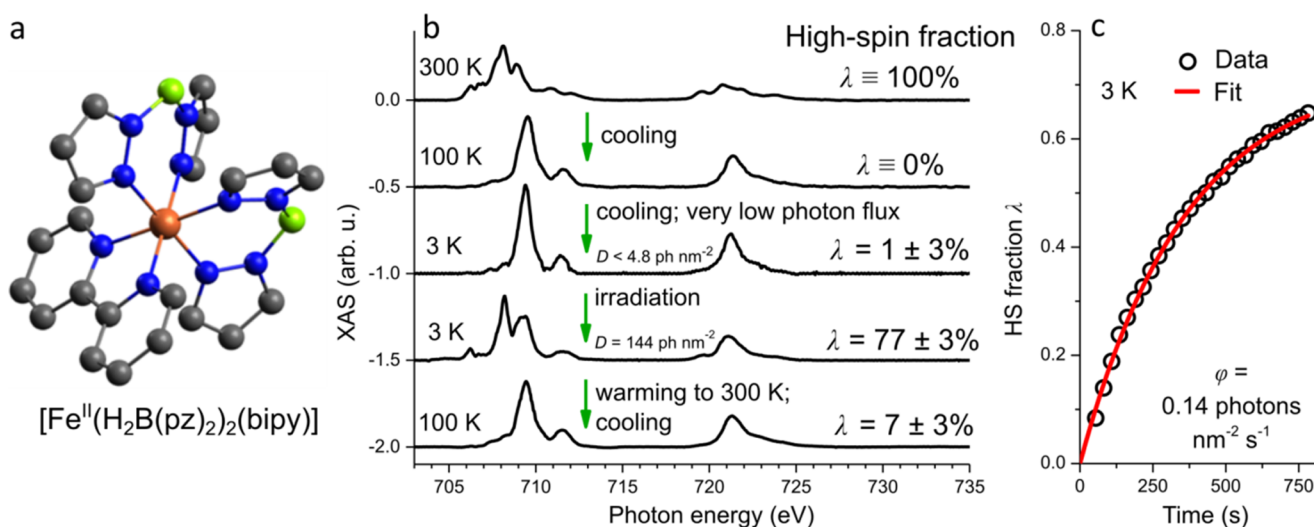 a
[Feᴵᴵ(H₂B(pz)₂)₂(bipy)]
b
High-spin fraction
300 K
λ ≡ 100%
cooling
100 K
λ ≡ 0%
cooling; very low photon flux
3 K
D < 4.8 ph nm⁻²
λ = 1 ± 3%
irradiation
3 K
D = 144 ph nm⁻²
λ = 77 ± 3%
warming to 300 K;
cooling
100 K
λ = 7 ± 3%
XAS (arb. u.)
0.0
-0.5
-1.0
-1.5
-2.0
705 710 715 720 725 730 735
Photon energy (eV)
c
Data
3 K
Fit
HS fraction λ
0.8
0.6
0.4
0.2
0.0
φ =
0.14 photons
nm⁻² s⁻¹
0 250 500 750
Time (s)